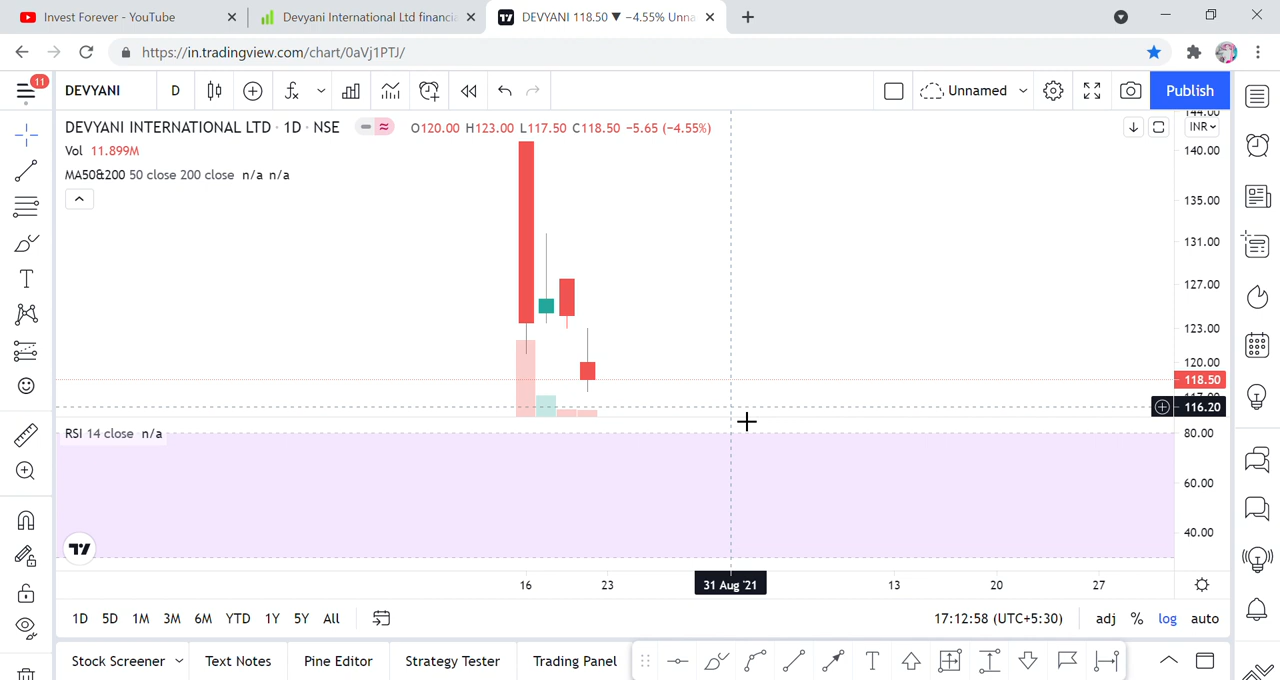 Invest Forever - YouTube
Devyani International Ltd financia
DEVYANI 118.50 ▼ −4.55% Unna
https://in.tradingview.com/chart/0aVj1PTJ/
11
DEVYANI
D
Unnamed
Publish
DEVYANI INTERNATIONAL LTD · 1D · NSE
O120.00 H123.00 L117.50 C118.50 −5.65 (−4.55%)
Vol 11.899M
MA50&200 50 close 200 close n/a n/a
144.00
INR
140.00
135.00
131.00
127.00
123.00
120.00
118.50
116.20
RSI 14 close n/a
80.00
60.00
40.00
16
23
31 Aug '21
13
20
27
1D 5D 1M 3M 6M YTD 1Y 5Y All
17:12:58 (UTC+5:30)
adj % log auto
Stock Screener
Text Notes
Pine Editor
Strategy Tester
Trading Panel